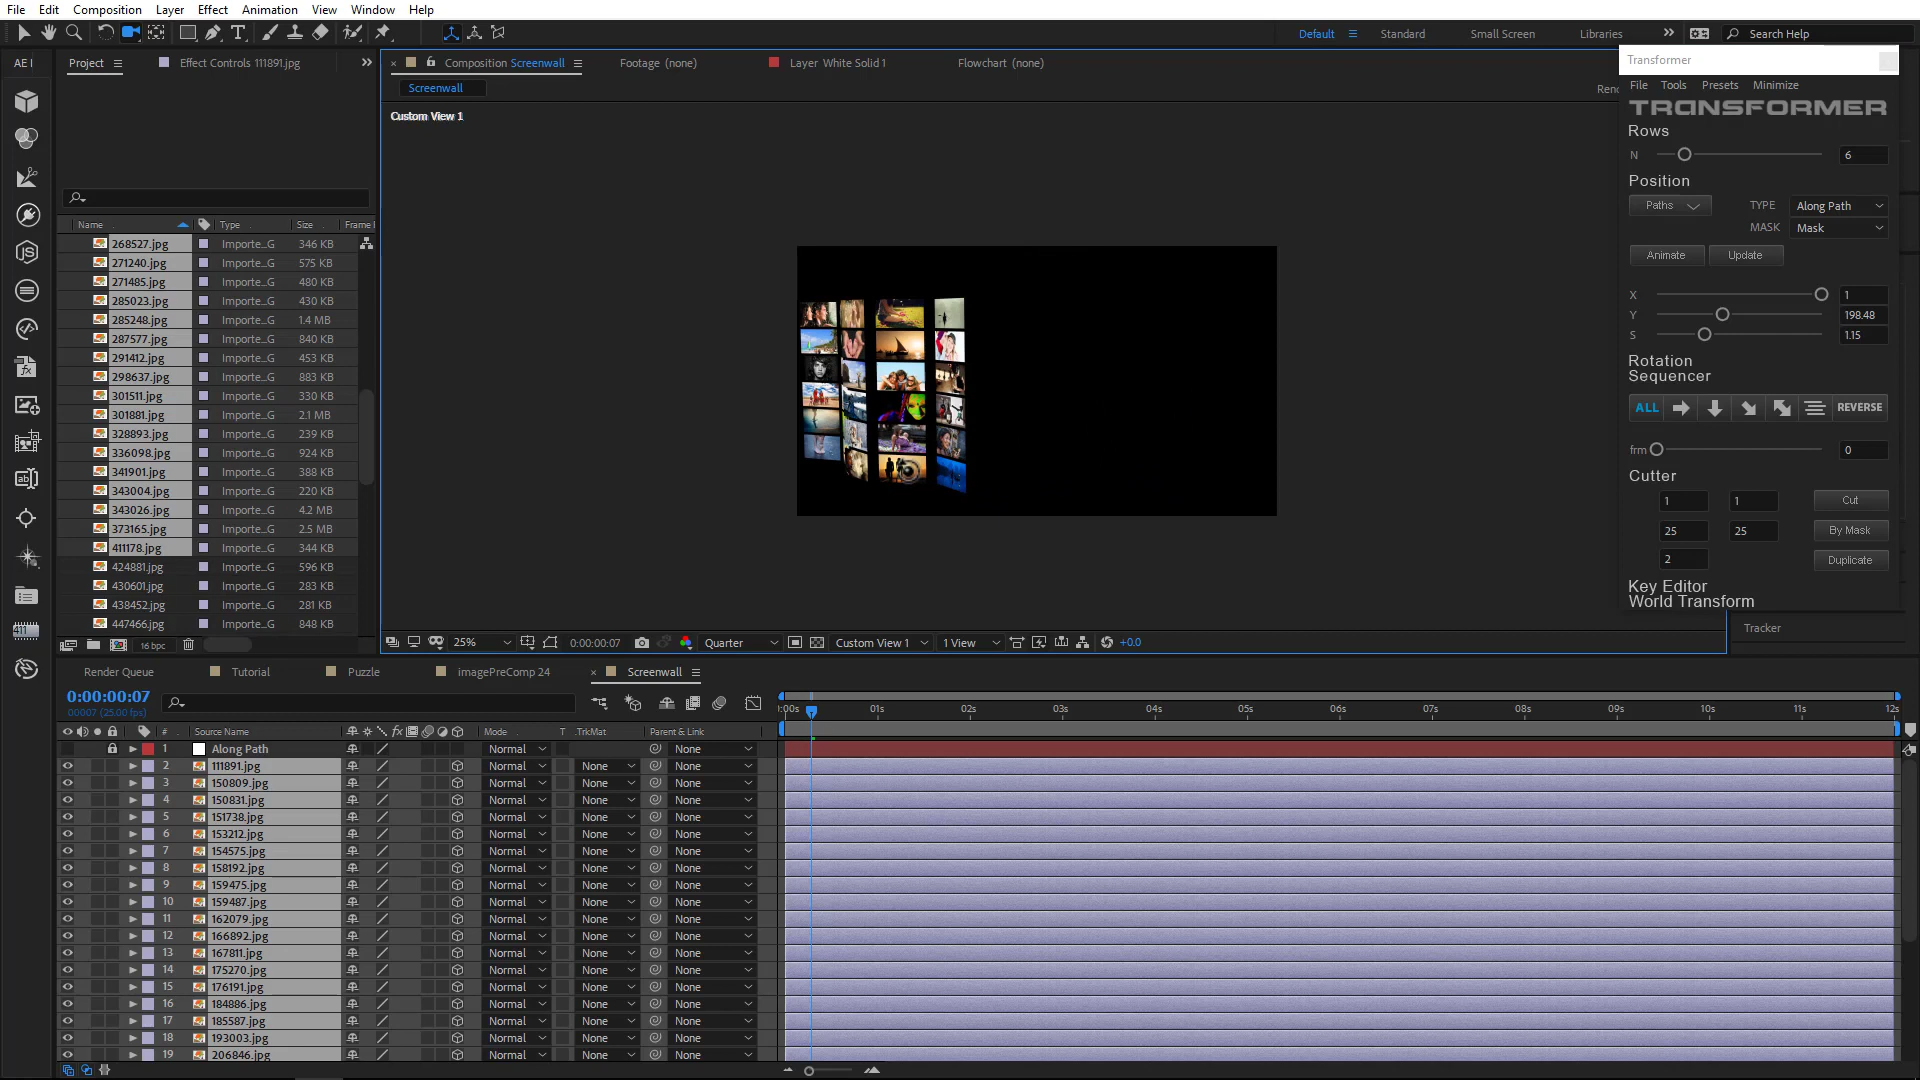 File Edit Composition Layer Effect Animation View Window Help
Default Standard Small Screen Libraries Search Help
AE Project Effect Controls 111891.jpg
Composition Screenwall Footage (none) Layer White Solid 1 Flowchart (none)
Screenwall
Custom View 1
Name Type Size Frame
268527.jpg Importe...G 346 KB
271240.jpg Importe...G 575 KB
271485.jpg Importe...G 480 KB
285023.jpg Importe...G 430 KB
285248.jpg Importe...G 1.4 MB
287577.jpg Importe...G 840 KB
291412.jpg Importe...G 453 KB
298637.jpg Importe...G 883 KB
301511.jpg Importe...G 330 KB
301881.jpg Importe...G 2.1 MB
328893.jpg Importe...G 239 KB
336098.jpg Importe...G 924 KB
341901.jpg Importe...G 388 KB
343004.jpg Importe...G 220 KB
343026.jpg Importe...G 4.2 MB
373165.jpg Importe...G 2.5 MB
411178.jpg Importe...G 344 KB
424881.jpg Importe...G 596 KB
430601.jpg Importe...G 283 KB
438452.jpg Importe...G 281 KB
447466.jpg Importe...G 848 KB
16 bpc
25% 0:00:00:07 Quarter Custom View 1 1 View +0.0
Transformer
File Tools Presets Minimize
TRANSFORMER
Rows
N 6
Position
Paths TYPE Along Path
MASK Mask
Animate Update
X 1
Y 198.48
S 1.15
Rotation
Sequencer
ALL REVERSE
frm 0
Cutter
1 1 Cut
25 25 By Mask
2 Duplicate
Key Editor
World Transform
Tracker
Render Queue Tutorial Puzzle imagePreComp 24 Screenwall
0:00:00:07
00007 (25.00 fps)
:00s 01s 02s 03s 04s 05s 06s 07s 08s 09s 10s 11s 12s
# Source Name Mode T .TrkMat Parent & Link
1 Along Path Normal None
2 111891.jpg Normal None None
3 150809.jpg Normal None None
4 150831.jpg Normal None None
5 151738.jpg Normal None None
6 153212.jpg Normal None None
7 154575.jpg Normal None None
8 158192.jpg Normal None None
9 159475.jpg Normal None None
10 159487.jpg Normal None None
11 162079.jpg Normal None None
12 166892.jpg Normal None None
13 167811.jpg Normal None None
14 175270.jpg Normal None None
15 176191.jpg Normal None None
16 184886.jpg Normal None None
17 185587.jpg Normal None None
18 193003.jpg Normal None None
19 206846.jpg Normal None None